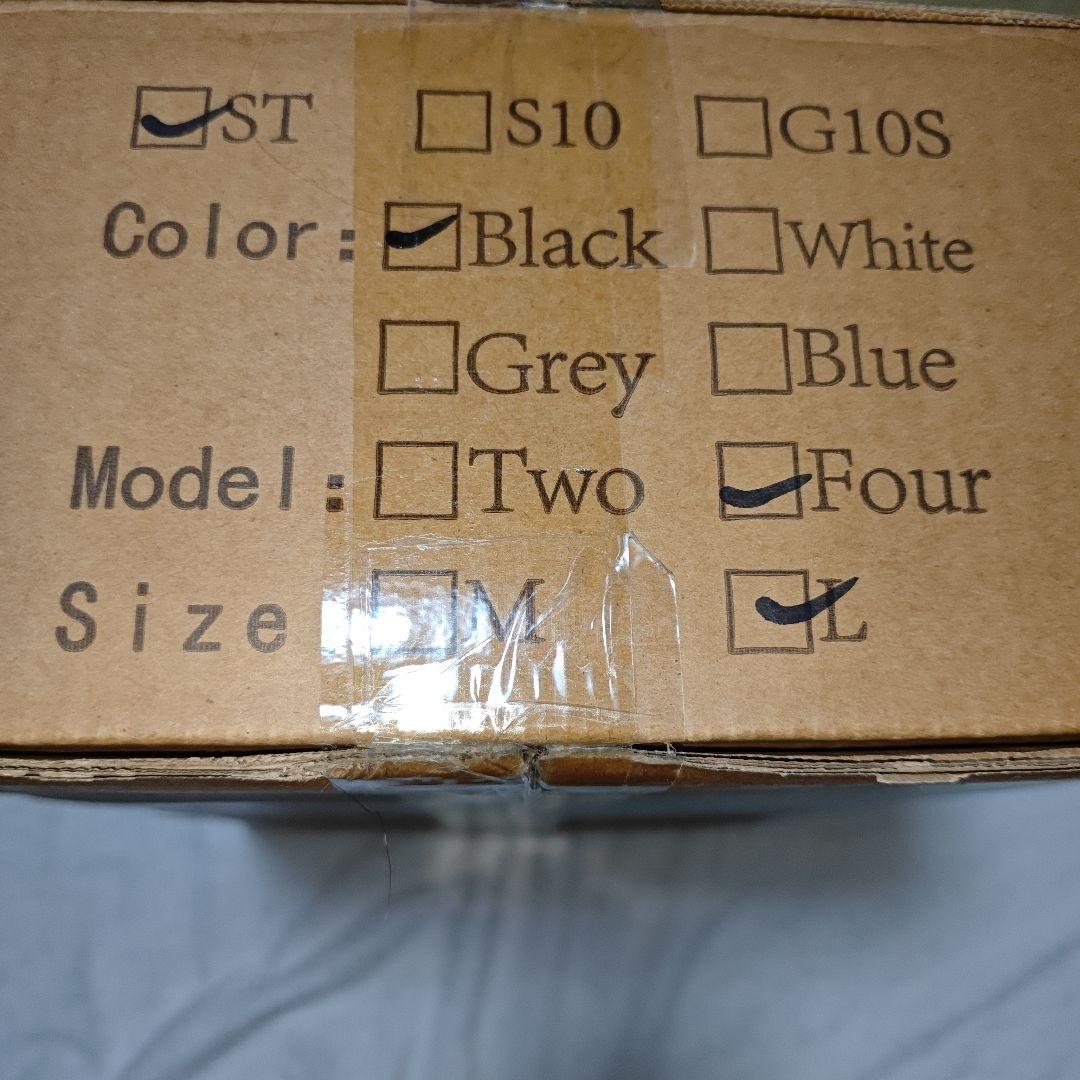 ST S10 G10S
Color: Black White
Grey Blue
Model: Two Four
Size M L